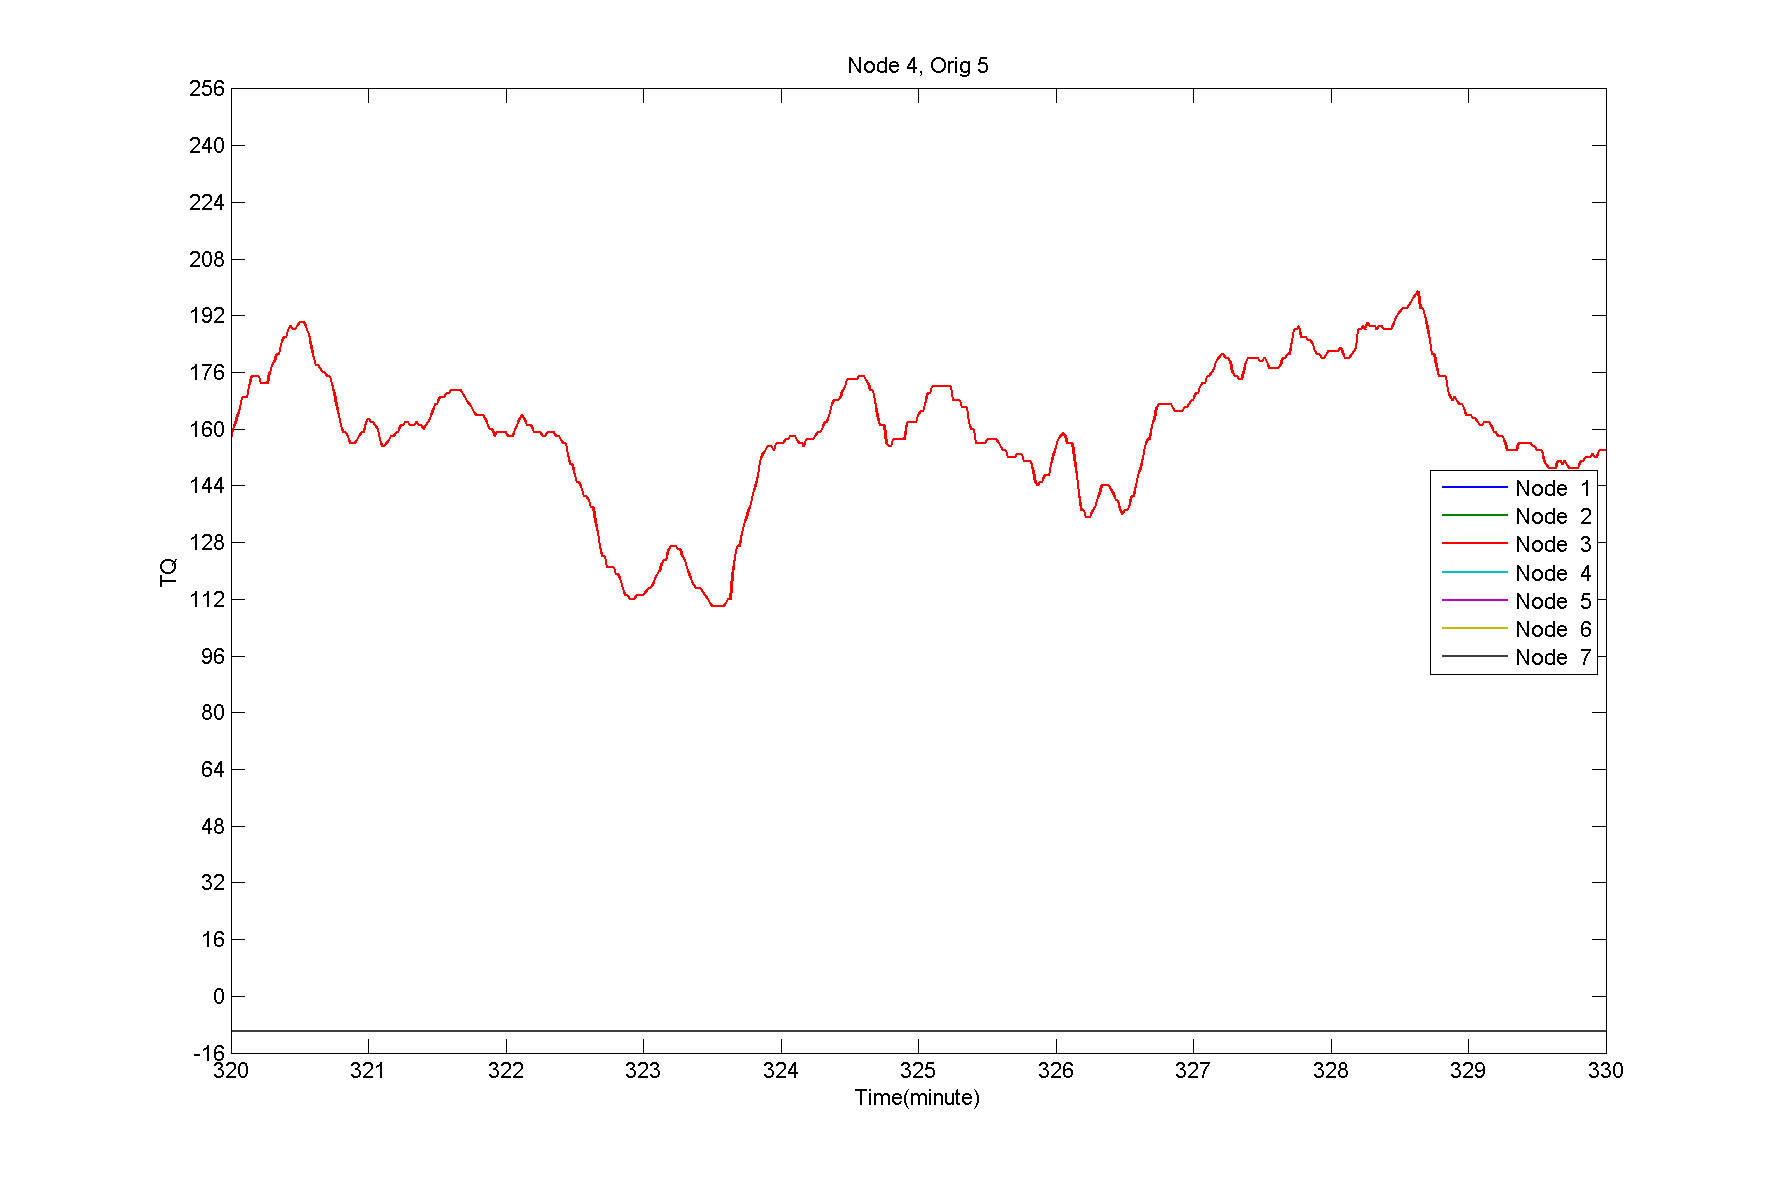 Node 4, Orig 5
256
240
224
208
192
176
160
144
128
112
96
80
64
48
32
16
0
-16
TQ
Node 1
Node 2
Node 3
Node 4
Node 5
Node 6
Node 7
320 321 322 323 324 325 326 327 328 329 330
Time(minute)